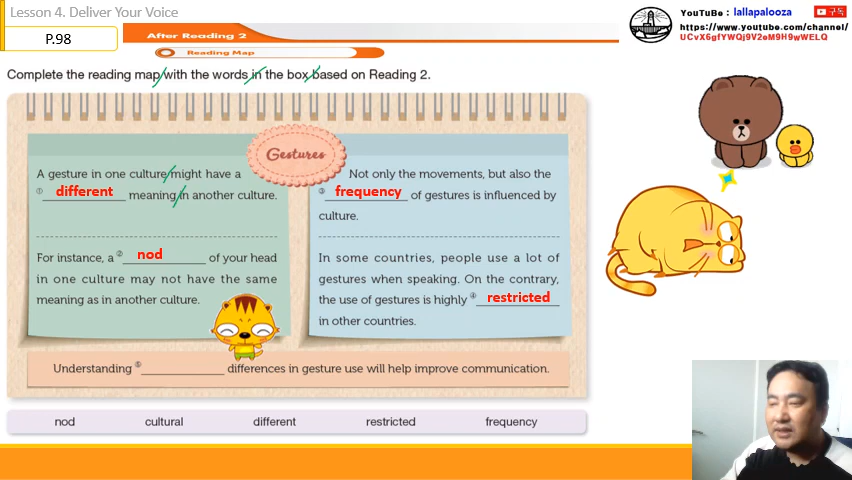 Lesson 4. Deliver Your Voice
P.98
After Reading 2
Reading Map
YouTuBe : lallapalooza
구독
https://www.youtube.com/channel/
UCvX6gfYWQj9V2eM9H9wWELQ
Complete the reading map with the words in the box based on Reading 2.
Gestures
A gesture in one culture might have a
① different meaning in another culture.
For instance, a ② nod of your head
in one culture may not have the same
meaning as in another culture.
Not only the movements, but also the
③ frequency of gestures is influenced by
culture.
In some countries, people use a lot of
gestures when speaking. On the contrary,
the use of gestures is highly ④ restricted
in other countries.
Understanding ⑤ ____________ differences in gesture use will help improve communication.
nod cultural different restricted frequency